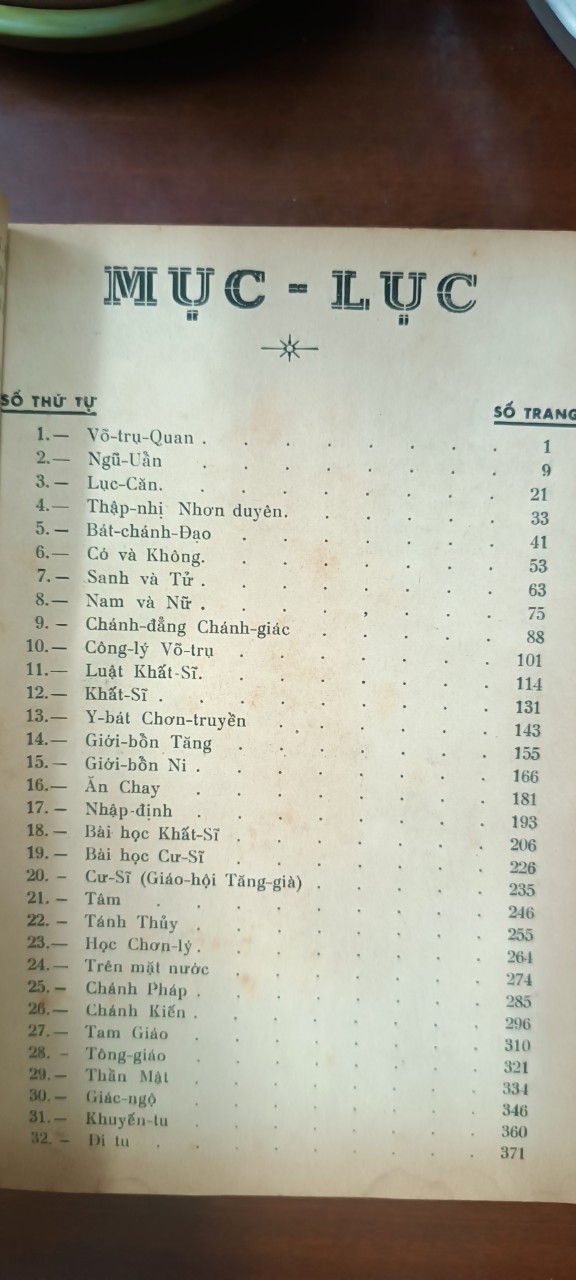 MỤC - LỤC
SỐ THỨ TỰ SỐ TRANG
1.— Võ-trụ-Quan . . . . . . . . 1
2.— Ngũ-Uẩn . . . . . . . 9
3.— Lục-Căn. . . . . . . . 21
4.— Thập-nhị Nhơn duyên. . . . . . 33
5.— Bát-chánh-Đạo . . . . . . . 41
6.— Có và Không. . . . . . . . 53
7.— Sanh và Tử . . . . . . . . 63
8.— Nam và Nữ . . . . , . . . 75
9. - Chánh-đẳng Chánh-giác . . . . . 88
10.— Công-lý Võ-trụ . . . . . . . 101
11.— Luật Khất-Sĩ. . . . . . . . 114
12.— Khất-Sĩ . . . . . . . . . 131
13.— Y-bát Chơn-truyền . . . . . . 143
14.— Giới-bổn Tăng . . . . . . . 155
15.— Giới-bổn Ni . . . . . . . . 166
16.— Ăn Chay . . . . . . . . 181
17. - Nhập-định . . . . . . . . 193
18. - Bài học Khất-Sĩ . . . . . . . 206
19. — Bài học Cư-Sĩ . . . . . . . 226
20. - Cư-Sĩ (Giáo-hội Tăng-già) . . . . . 235
21. - Tâm . . . . . . . . . 246
22. — Tánh Thủy . . . . . . . . 255
23.— Học Chơn-lý . . . . . . . . 264
24. — Trên mặt nước . . . . . . . 274
25.— Chánh Pháp . . . . . . . . 285
26.— Chánh Kiến . . . . . . . . 296
27.— Tam Giáo . . . . . . . . 310
28. - Tông-giáo . . . . . . . . 321
29.— Thần Mật . . . . . . . . 334
30. — Giác-ngộ . . . . . . . . 346
31.— Khuyến-tu . . . . . . . . 360
32. - Đi tu . . . . . . . . . 371